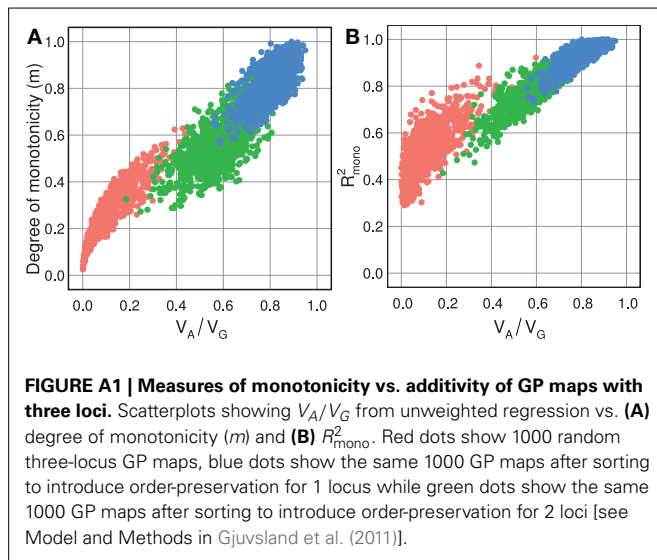 A
B
1.0
0.8
0.6
0.4
0.2
0.0
Degree of monotonicity (m)
0.0 0.2 0.4 0.6 0.8 1.0
V_A / V_G
1.0
0.8
0.6
0.4
0.2
0.0
R²mono
0.0 0.2 0.4 0.6 0.8 1.0
V_A / V_G
FIGURE A1 | Measures of monotonicity vs. additivity of GP maps with
three loci. Scatterplots showing V_A/V_G from unweighted regression vs. (A)
degree of monotonicity (m) and (B) R²mono. Red dots show 1000 random
three-locus GP maps, blue dots show the same 1000 GP maps after sorting
to introduce order-preservation for 1 locus while green dots show the same
1000 GP maps after sorting to introduce order-preservation for 2 loci [see
Model and Methods in Gjuvsland et al. (2011)].